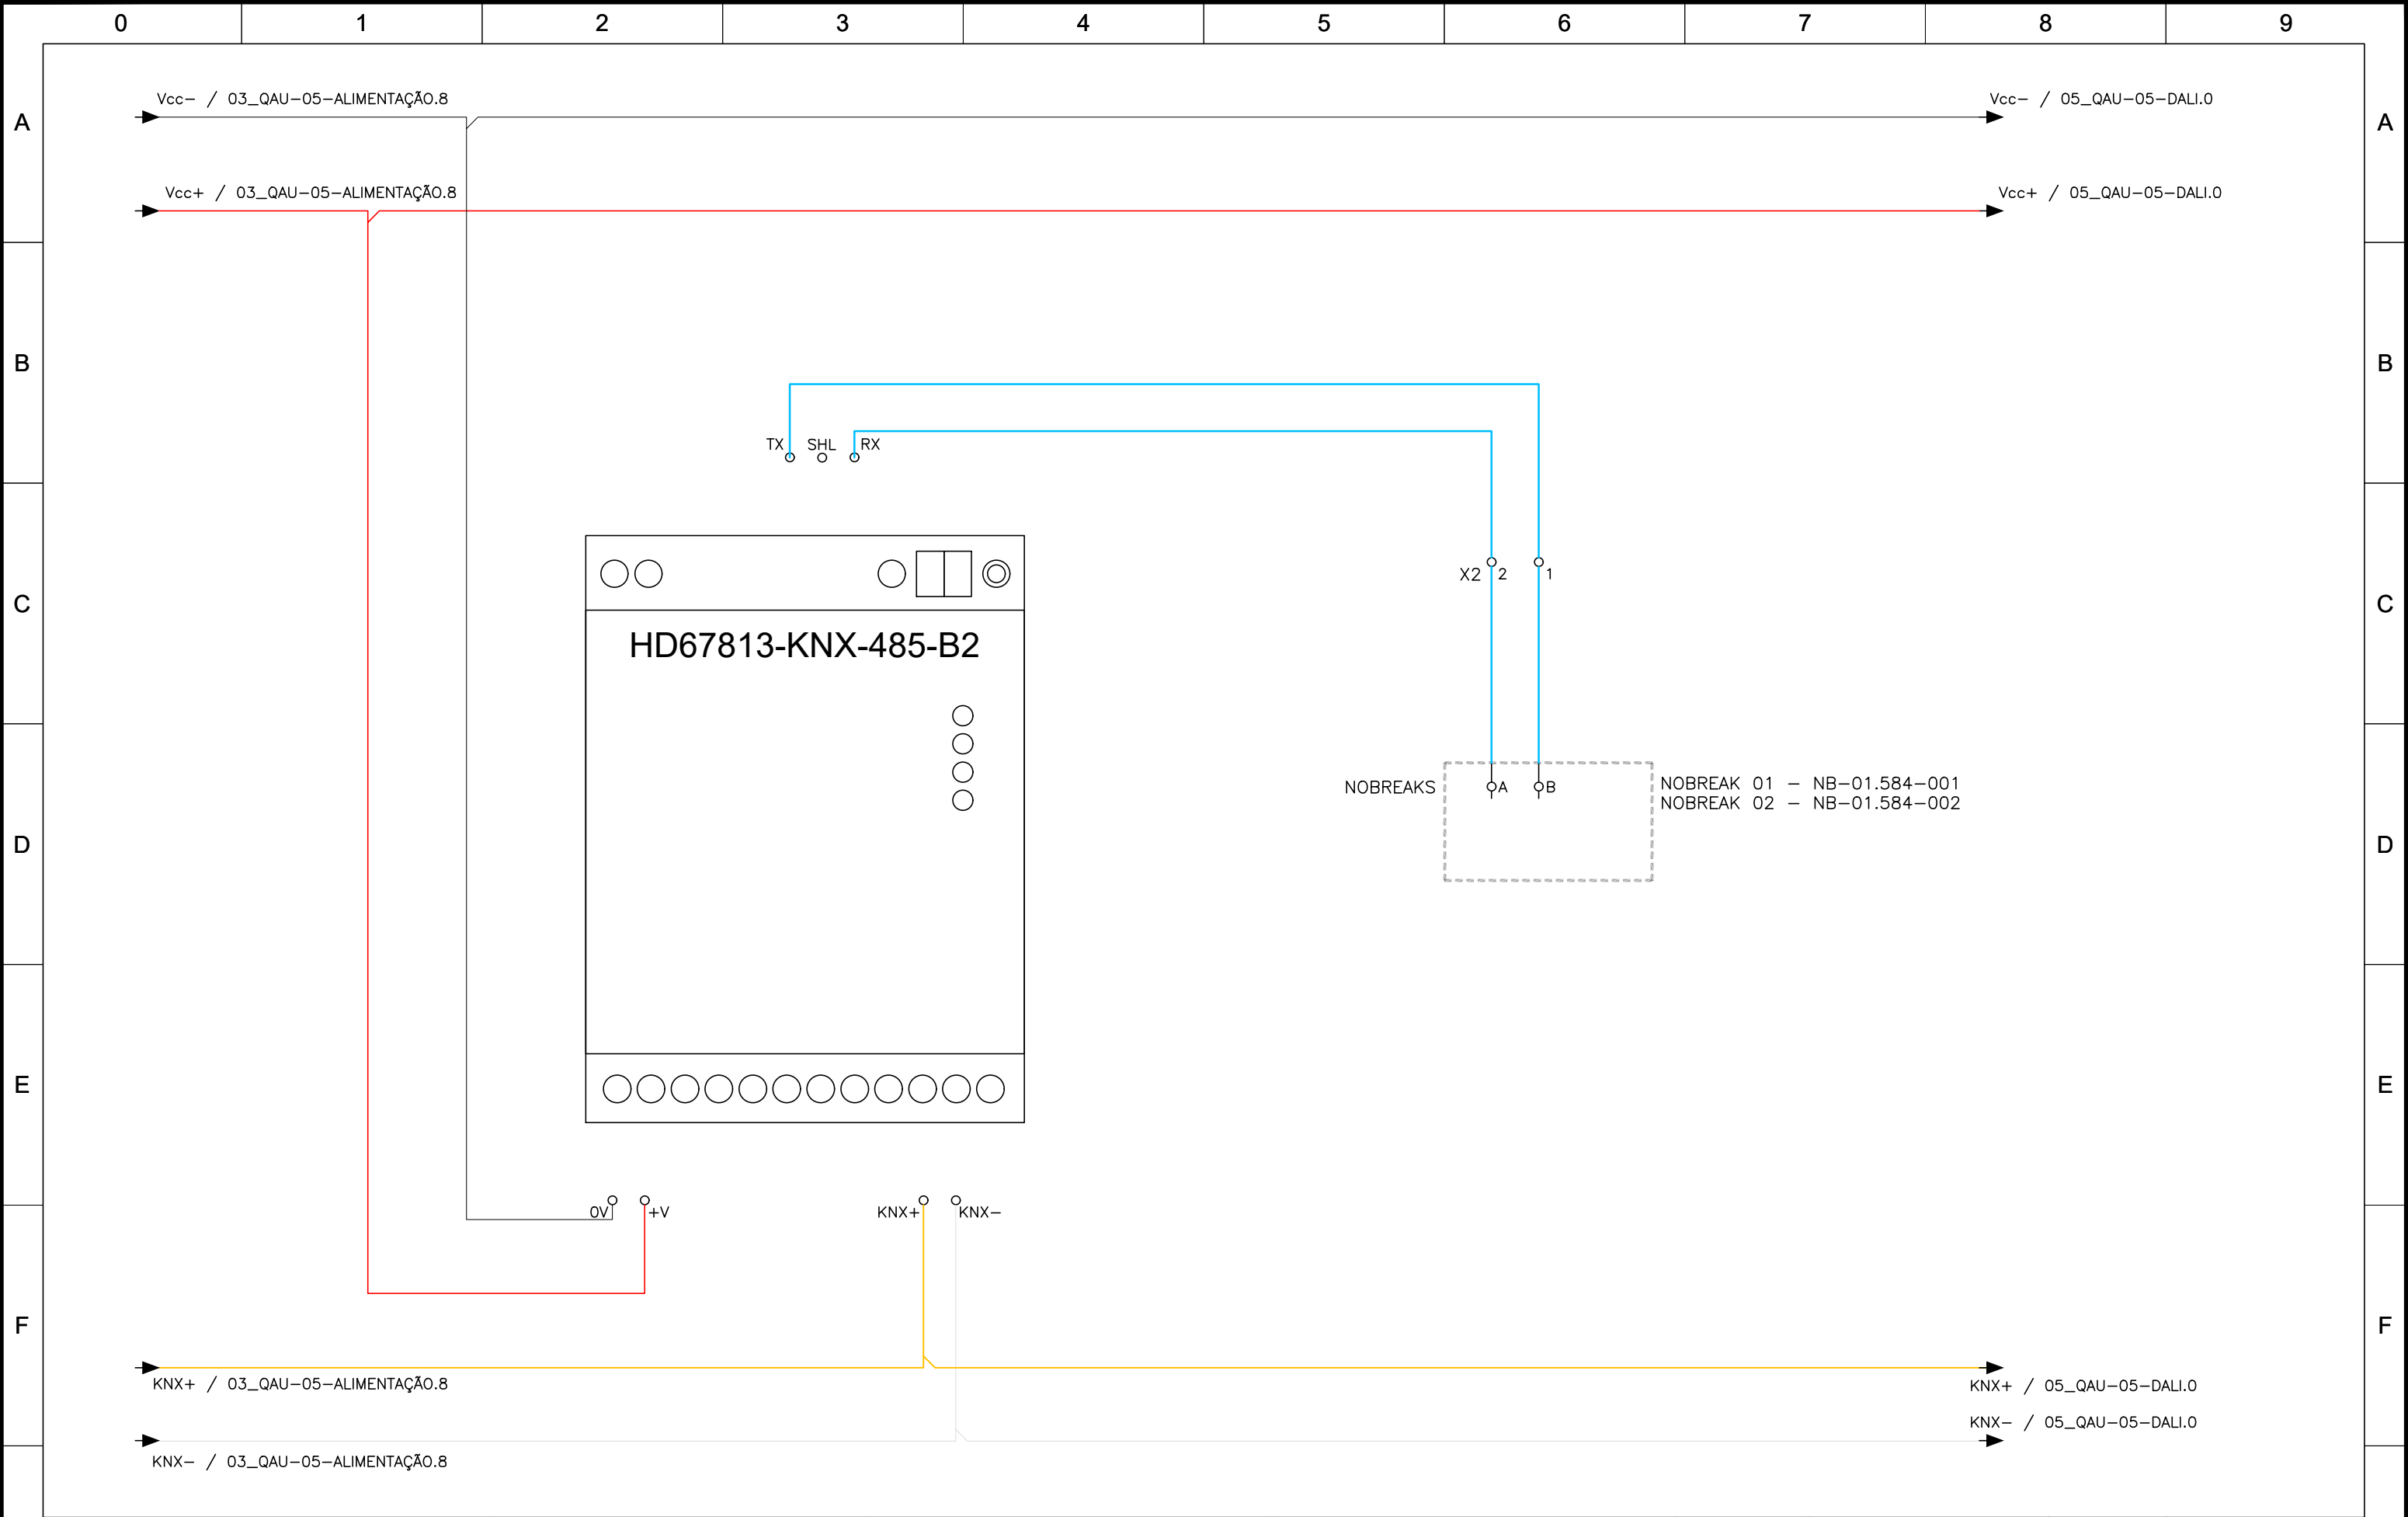 0 1 2 3 4 5 6 7 8 9
Vcc- / 03_QAU-05-ALIMENTAÇÃO.8
Vcc- / 05_QAU-05-DALI.0
A
A
Vcc+ / 03_QAU-05-ALIMENTAÇÃO.8
Vcc+ / 05_QAU-05-DALI.0
B
B
TX SHL RX
X2 2 1
C
C
HD67813-KNX-485-B2
NOBREAKS
A B
NOBREAK 01 - NB-01.584-001
NOBREAK 02 - NB-01.584-002
D
D
E
E
0V +V
KNX+ KNX-
F
F
KNX+ / 03_QAU-05-ALIMENTAÇÃO.8
KNX+ / 05_QAU-05-DALI.0
KNX- / 05_QAU-05-DALI.0
KNX- / 03_QAU-05-ALIMENTAÇÃO.8